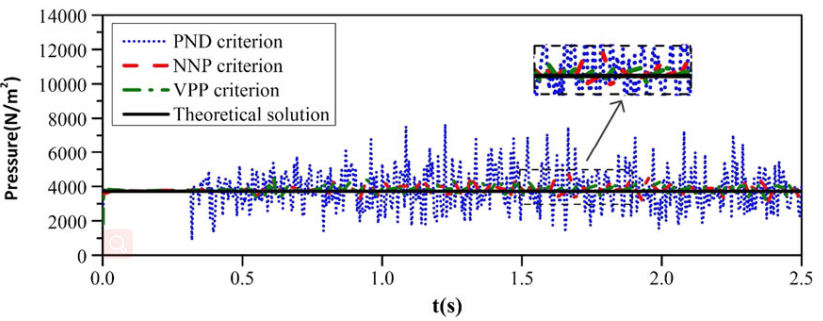 14000
12000
10000
8000
6000
4000
2000
0
Pressure(N/m²)
PND criterion
NNP criterion
VPP criterion
Theoretical solution
0.0 0.5 1.0 1.5 2.0 2.5
t(s)